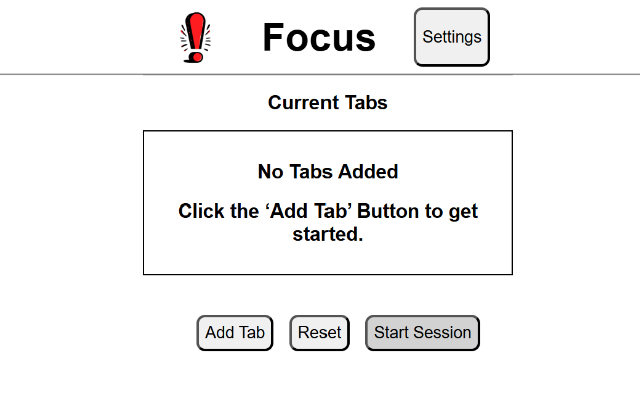 Focus
Settings
Current Tabs
No Tabs Added
Click the ‘Add Tab’ Button to get
started.
Add Tab
Reset
Start Session